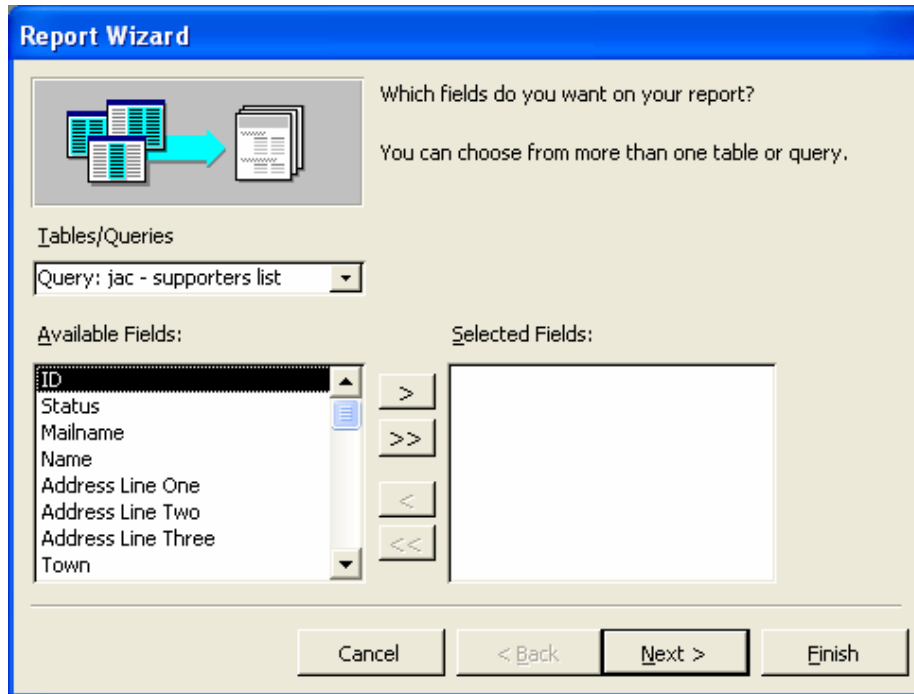 Report Wizard
Which fields do you want on your report?
You can choose from more than one table or query.
Tables/Queries
Query: jac - supporters list
Available Fields:
Selected Fields:
ID
Status
Mailname
Name
Address Line One
Address Line Two
Address Line Three
Town
>
>>
<
<<
Cancel
< Back
Next >
Finish